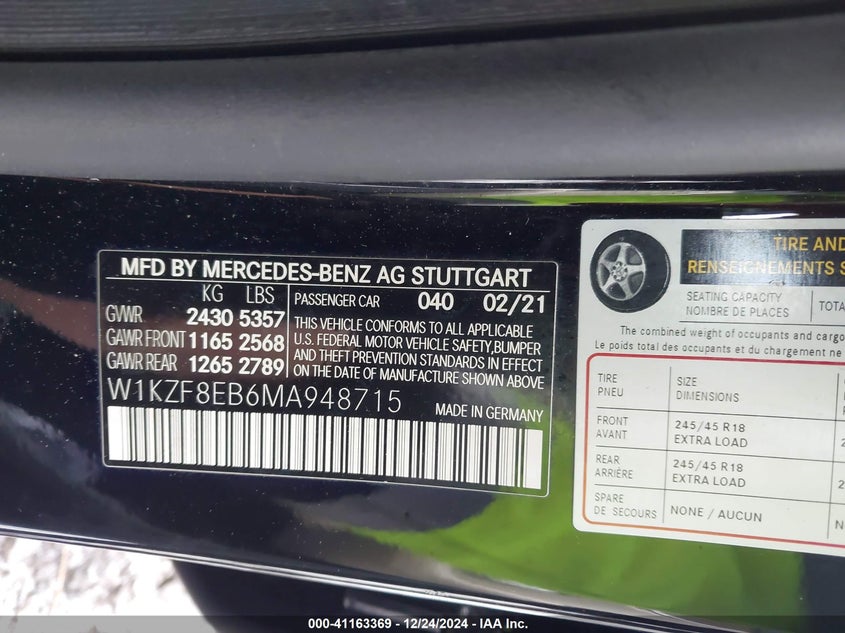 MFD BY MERCEDES-BENZ AG STUTTGART
KG LBS
GVWR 2430 5357
GAWR FRONT 1165 2568
GAWR REAR 1265 2789
PASSENGER CAR 040 02/21
THIS VEHICLE CONFORMS TO ALL APPLICABLE
U.S. FEDERAL MOTOR VEHICLE SAFETY, BUMPER
AND THEFT PREVENTION STANDARDS IN EFFECT
ON THE DATE OF MANUFACTURE SHOWN ABOVE
W1KZF8EB6MA948715
MADE IN GERMANY
TIRE AND
RENSEIGNEMENTS S
SEATING CAPACITY
NOMBRE DE PLACES
TOTA
The combined weight of occupants and cargo
Le poids total des occupants et du chargeme
TIRE
PNEU
SIZE
DIMENSIONS
FRONT
AVANT
245/45 R18
EXTRA LOAD
REAR
ARRIÈRE
245/45 R18
EXTRA LOAD
SPARE
DE SECOURS
NONE / AUCUN
000-41163369 • 12/24/2024 - IAA Inc.